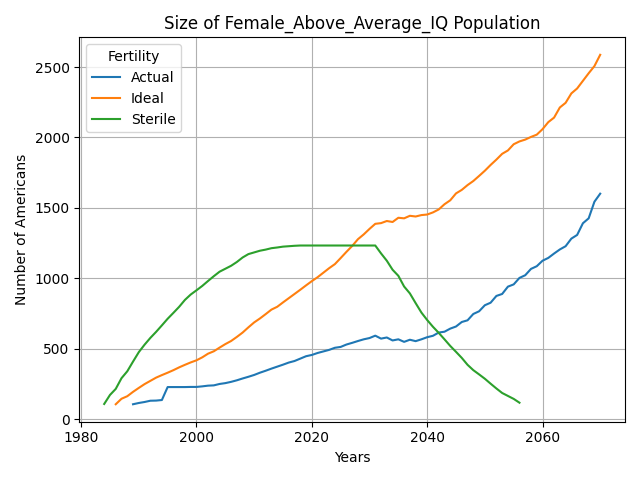 Size of Female_Above_Average_IQ Population
Fertility
Actual
Ideal
Sterile
Number of Americans
2500
2000
1500
1000
500
0
1980
2000
2020
2040
2060
Years